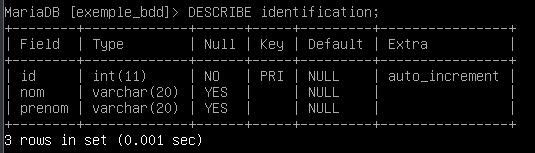 MariaDB [exemple_bdd]> DESCRIBE identification;
+--------+-------------+------+-----+---------+----------------+
| Field  | Type        | Null | Key | Default | Extra          |
+--------+-------------+------+-----+---------+----------------+
| id     | int(11)     | NO   | PRI | NULL    | auto_increment |
| nom    | varchar(20) | YES  |     | NULL    |                |
| prenom | varchar(20) | YES  |     | NULL    |                |
+--------+-------------+------+-----+---------+----------------+
3 rows in set (0.001 sec)